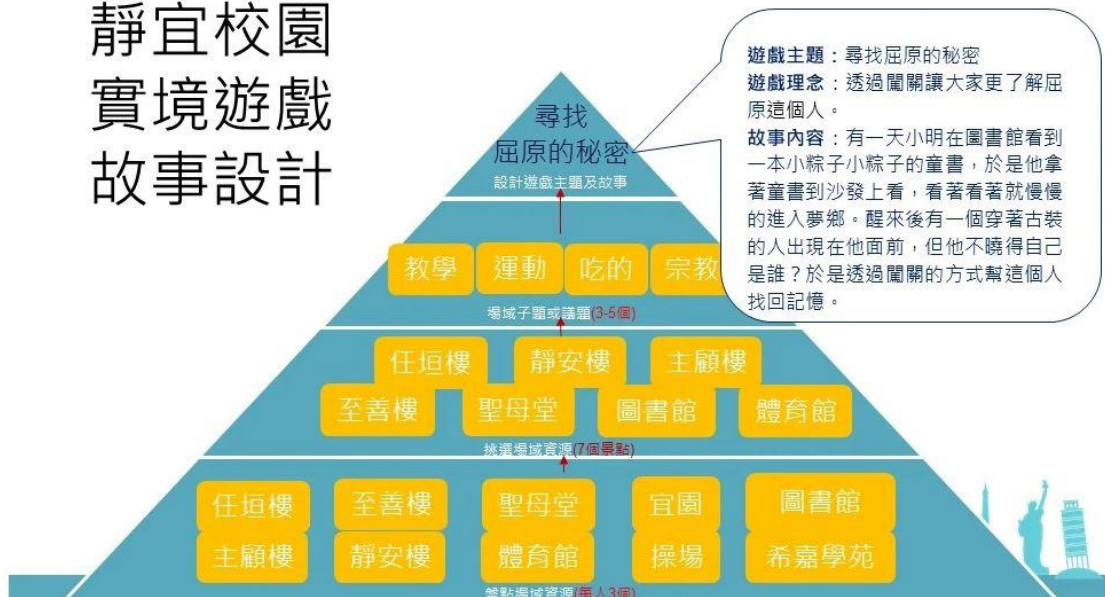 靜宜校園
實境遊戲
故事設計
遊戲主題：尋找屈原的秘密
遊戲理念：透過闖關讓大家更了解屈
原這個人。
故事內容：有一天小明在圖書館看到
一本小粽子小粽子的童書，於是他拿
著童書到沙發上看，看著看著就慢慢
的進入夢鄉。醒來後有一個穿著古裝
的人出現在他面前，但他不曉得自己
是誰？於是透過闖關的方式幫這個人
找回記憶。
尋找
屈原的秘密
設計遊戲主題及故事
教學 運動 吃的 宗教
場域子題或議題(3-5個)
任垣樓 靜安樓 主顧樓
至善樓 聖母堂 圖書館 體育館
挑選場域資源(7個景點)
任垣樓 至善樓 聖母堂 宜園 圖書館
主顧樓 靜安樓 體育館 操場 希嘉學苑
盤點場域資源(每人3個)